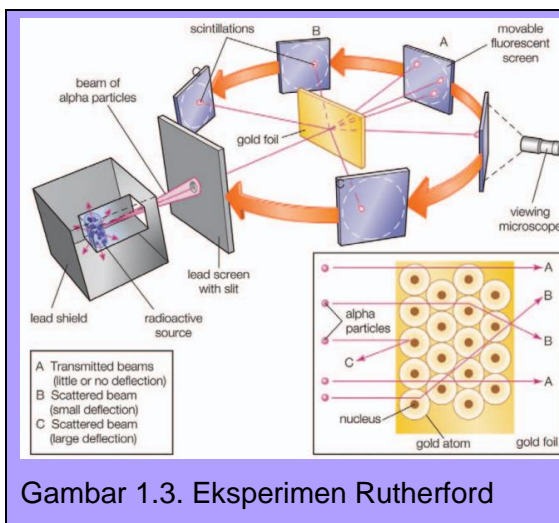 scintillations
B
A
movable
fluorescent
screen
C
beam of
alpha particles
gold foil
viewing
microscope
C
lead screen
with slit
lead shield
radioactive
source
A Transmitted beams
(little or no deflection)
B Scattered beam
(small deflection)
C Scattered beam
(large deflection)
A
B
alpha
particles
B
C
A
nucleus
gold atom
gold foil
Gambar 1.3. Eksperimen Rutherford